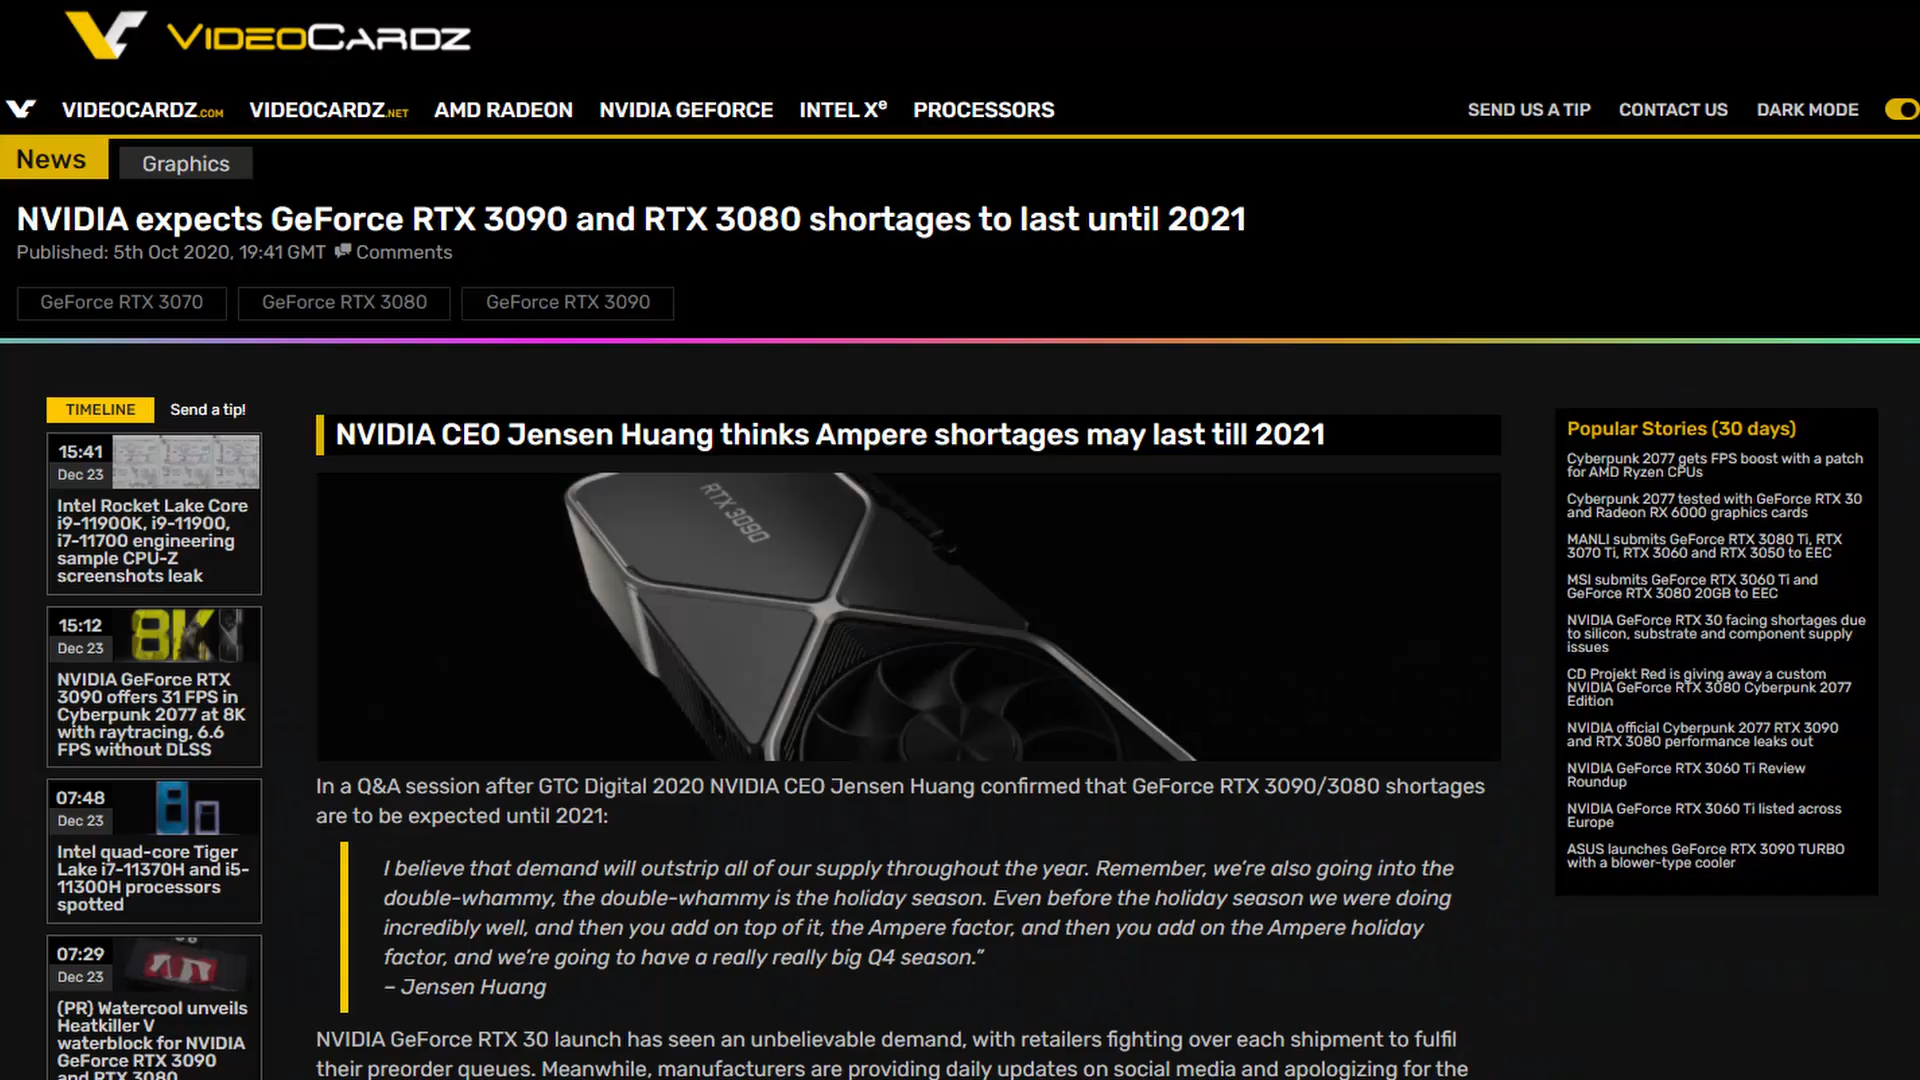 VIDEOCARDZ
VIDEOCARDZ.COM VIDEOCARDZ.NET AMD RADEON NVIDIA GEFORCE INTEL Xe PROCESSORS SEND US A TIP CONTACT US DARK MODE
News Graphics
NVIDIA expects GeForce RTX 3090 and RTX 3080 shortages to last until 2021
Published: 5th Oct 2020, 19:41 GMT Comments
GeForce RTX 3070 GeForce RTX 3080 GeForce RTX 3090
TIMELINE Send a tip!
15:41
Dec 23
Intel Rocket Lake Core
i9-11900K, i9-11900,
i7-11700 engineering
sample CPU-Z
screenshots leak
15:12
Dec 23
8K
NVIDIA GeForce RTX
3090 offers 31 FPS in
Cyberpunk 2077 at 8K
with raytracing, 6.6
FPS without DLSS
07:48
Dec 23
Intel quad-core Tiger
Lake i7-11370H and i5-
11300H processors
spotted
07:29
Dec 23
(PR) Watercool unveils
Heatkiller V
waterblock for NVIDIA
GeForce RTX 3090
and RTX 3080
NVIDIA CEO Jensen Huang thinks Ampere shortages may last till 2021
RTX 3090
In a Q&A session after GTC Digital 2020 NVIDIA CEO Jensen Huang confirmed that GeForce RTX 3090/3080 shortages
are to be expected until 2021:
I believe that demand will outstrip all of our supply throughout the year. Remember, we’re also going into the
double-whammy, the double-whammy is the holiday season. Even before the holiday season we were doing
incredibly well, and then you add on top of it, the Ampere factor, and then you add on the Ampere holiday
factor, and we’re going to have a really really big Q4 season.”
– Jensen Huang
NVIDIA GeForce RTX 30 launch has seen an unbelievable demand, with retailers fighting over each shipment to fulfil
their preorder queues. Meanwhile, manufacturers are providing daily updates on social media and apologizing for the
Popular Stories (30 days)
Cyberpunk 2077 gets FPS boost with a patch
for AMD Ryzen CPUs
Cyberpunk 2077 tested with GeForce RTX 30
and Radeon RX 6000 graphics cards
MANLI submits GeForce RTX 3080 Ti, RTX
3070 Ti, RTX 3060 and RTX 3050 to EEC
MSI submits GeForce RTX 3060 Ti and
GeForce RTX 3080 20GB to EEC
NVIDIA GeForce RTX 30 facing shortages due
to silicon, substrate and component supply
issues
CD Projekt Red is giving away a custom
NVIDIA GeForce RTX 3080 Cyberpunk 2077
Edition
NVIDIA official Cyberpunk 2077 RTX 3090
and RTX 3080 performance leaks out
NVIDIA GeForce RTX 3060 Ti Review
Roundup
NVIDIA GeForce RTX 3060 Ti listed across
Europe
ASUS launches GeForce RTX 3090 TURBO
with a blower-type cooler